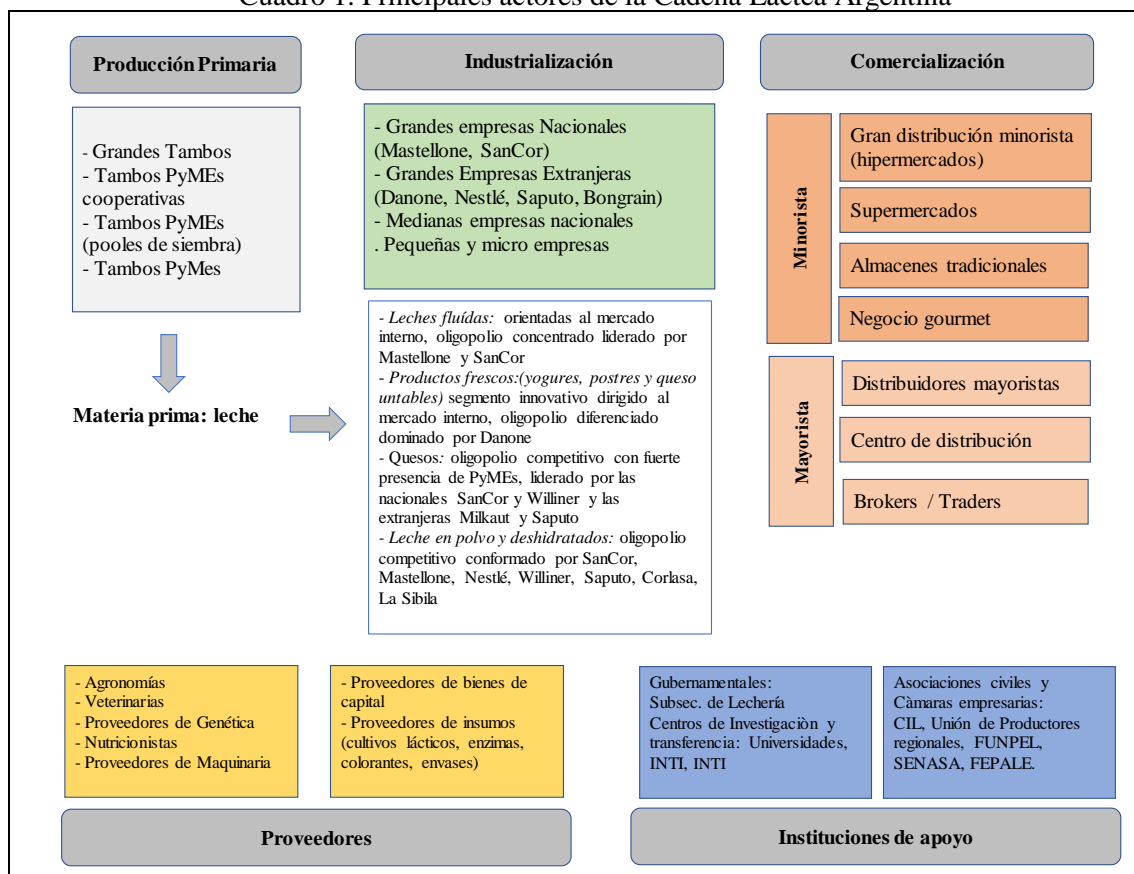 Cuadro 1. Principales actores de la Cadena Láctea Argentina
Producción Primaria
- Grandes Tambos
- Tambos PyMEs
cooperativas
- Tambos PyMEs
(pooles de siembra)
- Tambos PyMes
Materia prima: leche
Industrialización
- Grandes empresas Nacionales
(Mastellone, SanCor)
- Grandes Empresas Extranjeras
(Danone, Nestlé, Saputo, Bongrain)
- Medianas empresas nacionales
. Pequeñas y micro empresas
- Leches fluídas: orientadas al mercado
interno, oligopolio concentrado liderado por
Mastellone y SanCor
- Productos frescos:(yogures, postres y queso
untables) segmento innovativo dirigido al
mercado interno, oligopolio diferenciado
dominado por Danone
- Quesos: oligopolio competitivo con fuerte
presencia de PyMEs, liderado por las
nacionales SanCor y Williner y las
extranjeras Milkaut y Saputo
- Leche en polvo y deshidratados: oligopolio
competitivo conformado por SanCor,
Mastellone, Nestlé, Williner, Saputo, Corlasa,
La Sibila
Comercialización
Minorista
Gran distribución minorista
(hipermercados)
Supermercados
Almacenes tradicionales
Negocio gourmet
Mayorista
Distribuidores mayoristas
Centro de distribución
Brokers / Traders
- Agronomías
- Veterinarias
- Proveedores de Genética
- Nutricionistas
- Proveedores de Maquinaria
- Proveedores de bienes de
capital
- Proveedores de insumos
(cultivos lácticos, enzimas,
colorantes, envases)
Proveedores
Gubernamentales:
Subsec. de Lechería
Centros de Investigaciòn y
transferencia: Universidades,
INTI, INTI
Asociaciones civiles y
Càmaras empresarias:
CIL, Unión de Productores
regionales, FUNPEL,
SENASA, FEPALE.
Instituciones de apoyo